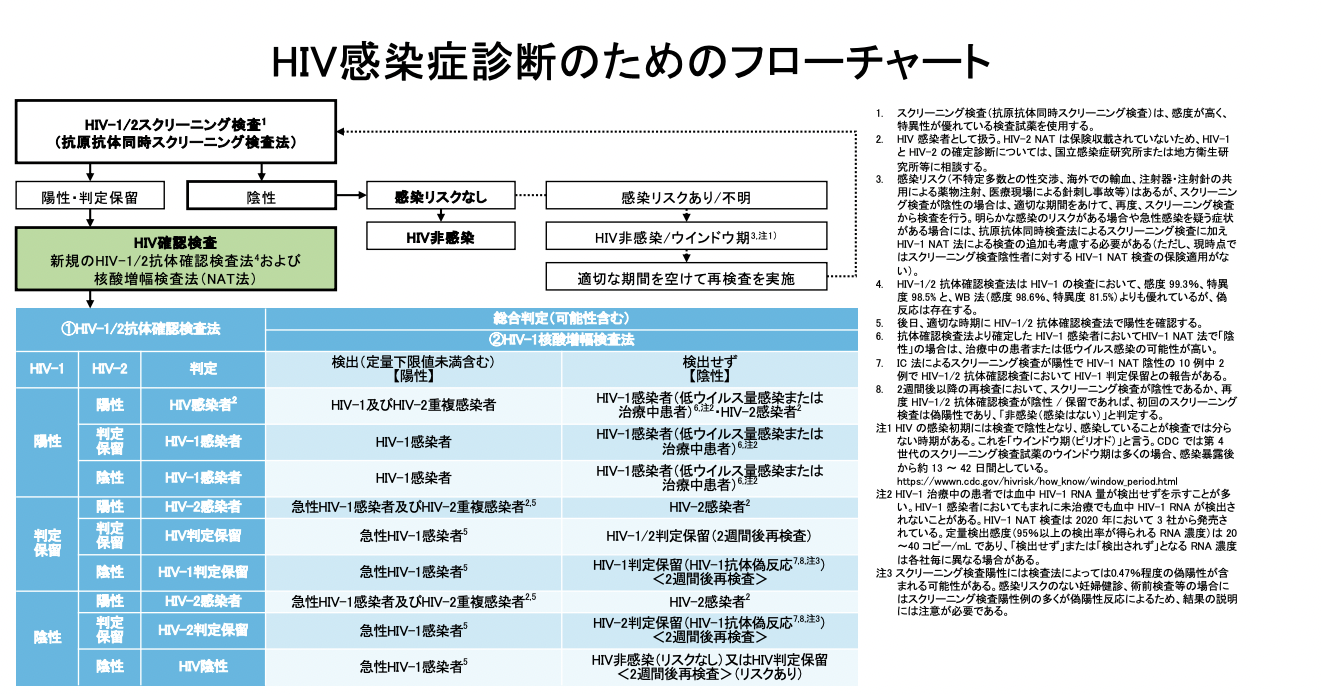 HIV感染症診断のためのフローチャート
HIV-1/2スクリーニング検査1
(抗原抗体同時スクリーニング検査法)
陽性・判定保留
陰性
感染リスクなし
感染リスクあり/不明
HIV非感染
HIV非感染/ウインドウ期3,注1)
適切な期間を空けて再検査を実施
HIV確認検査
新規のHIV-1/2抗体確認検査法4および
核酸増幅検査法(NAT法)
①HIV-1/2抗体確認検査法
総合判定(可能性含む)
②HIV-1核酸増幅検査法
HIV-1
HIV-2
判定
検出(定量下限値未満含む)
【陽性】
検出せず
【陰性】
陽性
陽性
HIV感染者2
HIV-1及びHIV-2重複感染者
HIV-1感染者(低ウイルス量感染または
治療中患者)6,注2・HIV-2感染者2
判定
保留
HIV-1感染者
HIV-1感染者
HIV-1感染者(低ウイルス量感染または
治療中患者)6,注2
陰性
HIV-1感染者
HIV-1感染者
HIV-1感染者(低ウイルス量感染または
治療中患者)6,注2
判定
保留
陽性
HIV-2感染者
急性HIV-1感染者及びHIV-2重複感染者2,5
HIV-2感染者2
判定
保留
HIV判定保留
急性HIV-1感染者5
HIV-1/2判定保留(2週間後再検査)
陰性
HIV-1判定保留
急性HIV-1感染者5
HIV-1判定保留(HIV-1抗体偽反応7,8,注3)
<2週間後再検査>
陰性
陽性
HIV-2感染者
急性HIV-1感染者及びHIV-2重複感染者2,5
HIV-2感染者2
判定
保留
HIV-2判定保留
急性HIV-1感染者5
HIV-2判定保留(HIV-1抗体偽反応7,8,注3)
<2週間後再検査>
陰性
HIV陰性
急性HIV-1感染者5
HIV非感染(リスクなし)又はHIV判定保留
<2週間後再検査>(リスクあり)
1. スクリーニング検査(抗原抗体同時スクリーニング検査)は、感度が高く、
特異性が優れている検査試薬を使用する。
2. HIV 感染者として扱う。HIV-2 NAT は保険収載されていないため、HIV-1
と HIV-2 の確定診断については、国立感染症研究所または地方衛生研
究所等に相談する。
3. 感染リスク(不特定多数との性交渉、海外での輸血、注射器・注射針の共
用による薬物注射、医療現場による針刺し事故等)はあるが、スクリーニン
グ検査が陰性の場合は、適切な期間をあけて、再度、スクリーニング検査
から検査を行う。明らかな感染のリスクがある場合や急性感染を疑う症状
がある場合には、抗原抗体同時検査法によるスクリーニング検査に加え
HIV-1 NAT 法による検査の追加も考慮する必要がある(ただし、現時点で
はスクリーニング検査陰性者に対する HIV-1 NAT 検査の保険適用がな
い)。
4. HIV-1/2 抗体確認検査法は HIV-1 の検査において、感度 99.3%、特異
度 98.5% と、WB 法(感度 98.6%、特異度 81.5%)よりも優れているが、偽
反応は存在する。
5. 後日、適切な時期に HIV-1/2 抗体確認検査法で陽性を確認する。
6. 抗体確認検査法より確定した HIV-1 感染者においてHIV-1 NAT 法で「陰
性」の場合は、治療中の患者または低ウイルス感染の可能性が高い。
7. IC 法によるスクリーニング検査が陽性で HIV-1 NAT 陰性の 10 例中 2
例で HIV-1/2 抗体確認検査において HIV-1 判定保留との報告がある。
8. 2週間後以降の再検査において、スクリーニング検査が陰性であるか、再
度 HIV-1/2 抗体確認検査が陰性 / 保留であれば、初回のスクリーニング
検査は偽陽性であり、「非感染(感染はない)」と判定する。
注1 HIV の感染初期には検査で陰性となり、感染していることが検査では分ら
ない時期がある。これを「ウインドウ期(ピリオド)」と言う。CDC では第 4
世代のスクリーニング検査試薬のウインドウ期は多くの場合、感染暴露後
から約 13 ~ 42 日間としている。
https://wwwn.cdc.gov/hivrisk/how_know/window_period.html
注2 HIV-1 治療中の患者では血中 HIV-1 RNA 量が検出せずを示すことが多
い。HIV-1 感染者においてもまれに未治療でも血中 HIV-1 RNA が検出さ
れないことがある。HIV-1 NAT 検査は 2020 年において 3 社から発売さ
れている。定量検出感度(95%以上の検出率が得られる RNA 濃度)は 20
~40 コピー/mL であり、「検出せず」または「検出されず」となる RNA 濃度
は各社毎に異なる場合がある。
注3 スクリーニング検査陽性には検査法によっては0.47%程度の偽陽性が含
まれる可能性がある。感染リスクのない妊婦健診、術前検査等の場合に
はスクリーニング検査陽性例の多くが偽陽性反応によるため、結果の説明
には注意が必要である。